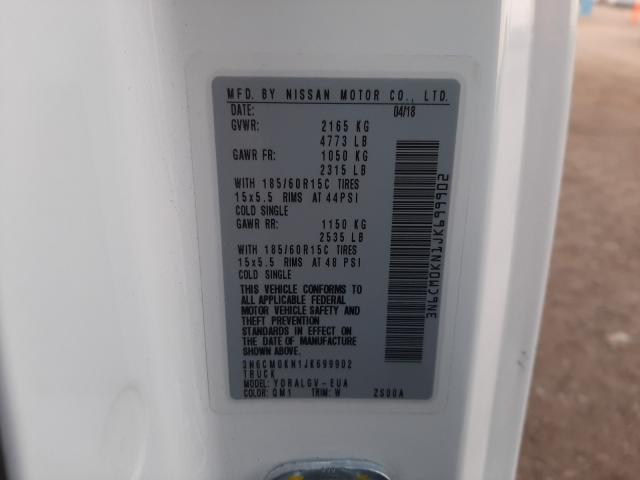 MFD. BY NISSAN MOTOR CO., LTD.
DATE: 04/18
GVWR: 2165 KG
4773 LB
GAWR FR: 1050 KG
2315 LB
WITH 185/60R15C TIRES
15x5.5 RIMS AT 44PSI
COLD SINGLE
GAWR RR: 1150 KG
2535 LB
WITH 185/60R15C TIRES
15x5.5 RIMS AT 48 PSI
COLD SINGLE
THIS VEHICLE CONFORMS TO
ALL APPLICABLE FEDERAL
MOTOR VEHICLE SAFETY AND
THEFT PREVENTION
STANDARDS IN EFFECT ON
THE DATE OF MANUFACTURE
SHOWN ABOVE.
3N6CM0KN1JK699902
TRUCK
MODEL: YDRALGV-EUA
COLOR: QM1 TRIM: W 2S00A
3N6CM0KN1JK699902